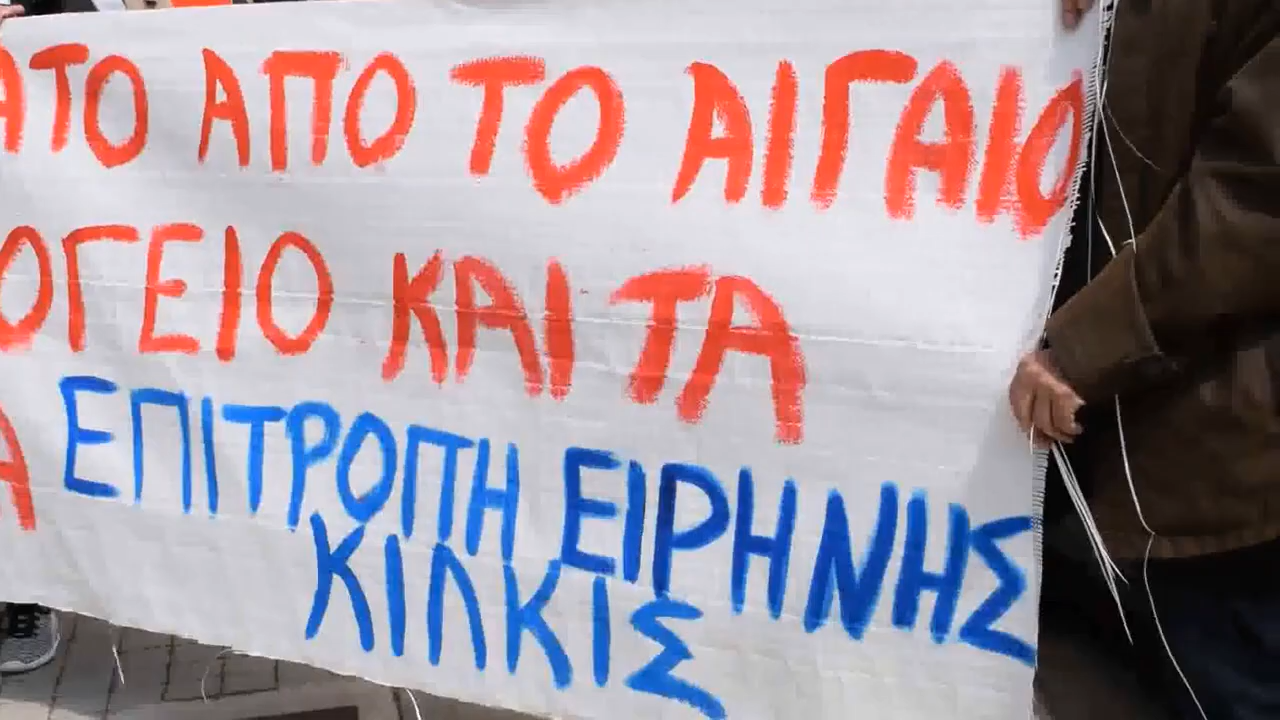 ΑΤΟ ΑΠΟ ΤΟ ΑΙΓΑΙΟ
ΟΓΕΙΟ ΚΑΙ ΤΑ
Α ΕΠΙΤΡΟΠΗ ΕΙΡΗΝΗΣ
ΚΙΛΚΙΣ